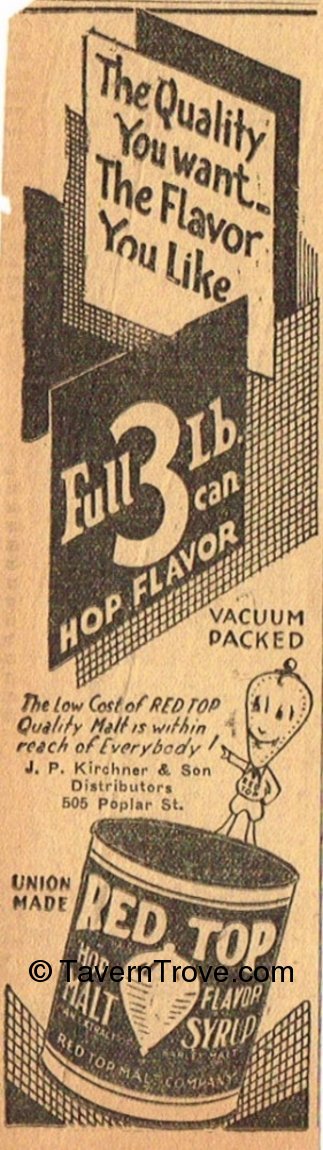 The Quality
You want_
The Flavor
You Like
Full 3 Lb.
can
HOP FLAVOR
VACUUM
PACKED
The Low Cost of RED TOP
Quality Malt is within
reach of Everybody!
J. P. Kirchner & Son
Distributors
505 Poplar St.
UNION
MADE
RED TOP
HOP FLAVOR
MALT SYRUP
RED TOP MALT COMPANY
© TavernTrove.com